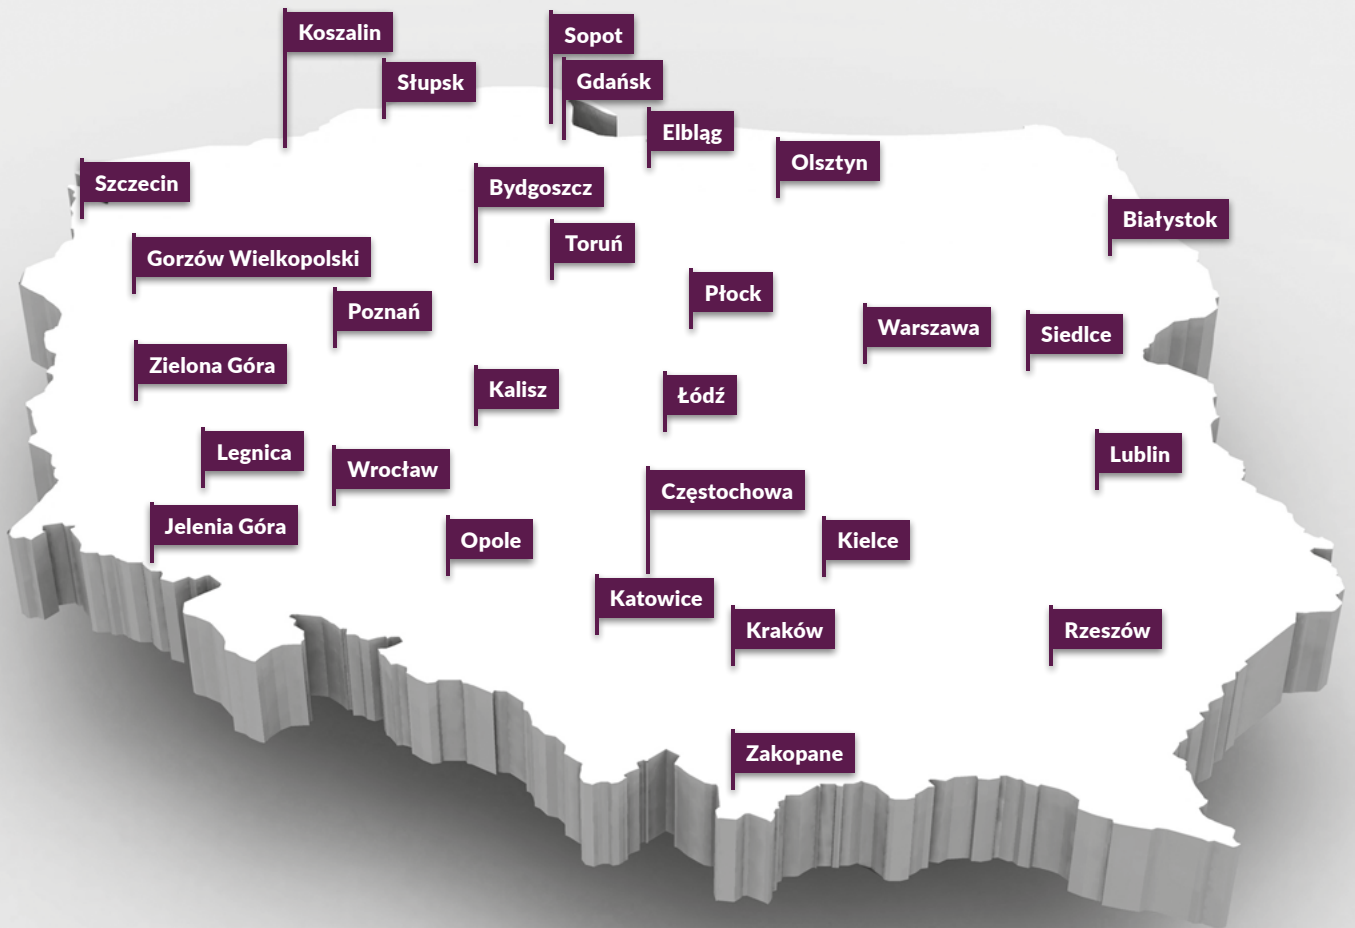 Koszalin
Sopot
Słupsk
Gdańsk
Elbląg
Olsztyn
Szczecin
Bydgoszcz
Białystok
Toruń
Gorzów Wielkopolski
Płock
Poznań
Warszawa
Siedlce
Zielona Góra
Kalisz
Łódź
Legnica
Lublin
Wrocław
Częstochowa
Jelenia Góra
Opole
Kielce
Katowice
Kraków
Rzeszów
Zakopane